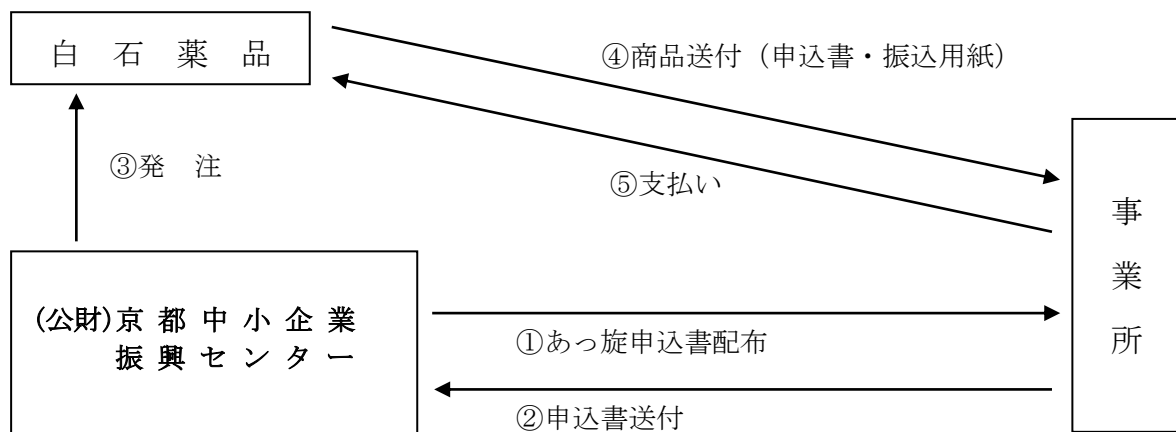 白 石 薬 品
④商品送付（申込書・振込用紙）
③発 注
⑤支払い
事
業
所
(公財)京 都 中 小 企 業
振 興 セ ン タ ー
①あっ旋申込書配布
②申込書送付